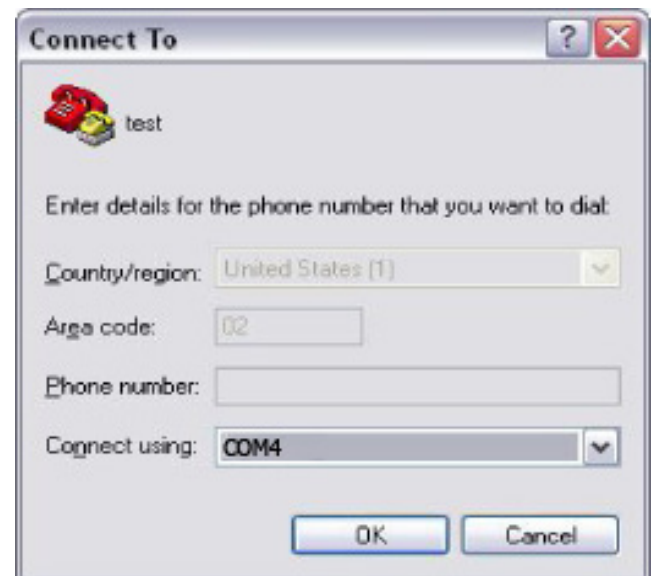 Connect To
test
Enter details for the phone number that you want to dial:
Country/region: United States (1)
Area code: 02
Phone number:
Connect using: COM4
OK Cancel